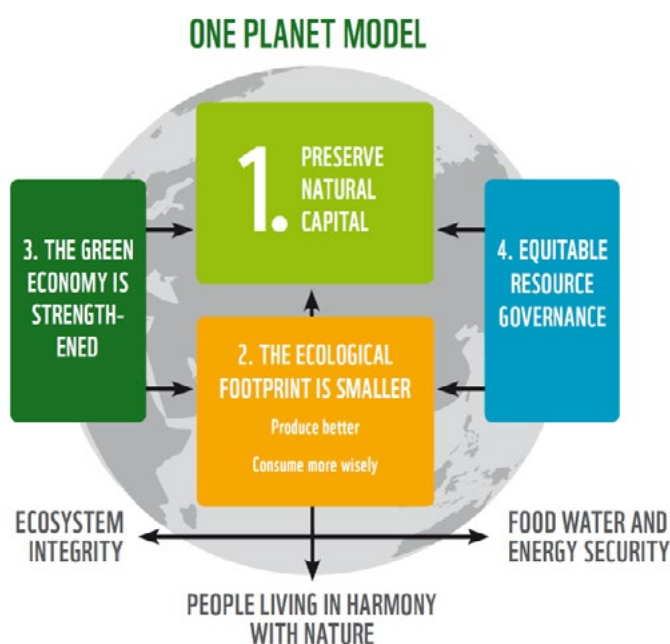 ONE PLANET MODEL
1. PRESERVE
NATURAL
CAPITAL
3. THE GREEN
ECONOMY IS
STRENGTH-
ENED
4. EQUITABLE
RESOURCE
GOVERNANCE
2. THE ECOLOGICAL
FOOTPRINT IS SMALLER
Produce better
Consume more wisely
ECOSYSTEM
INTEGRITY
FOOD WATER AND
ENERGY SECURITY
PEOPLE LIVING IN HARMONY
WITH NATURE